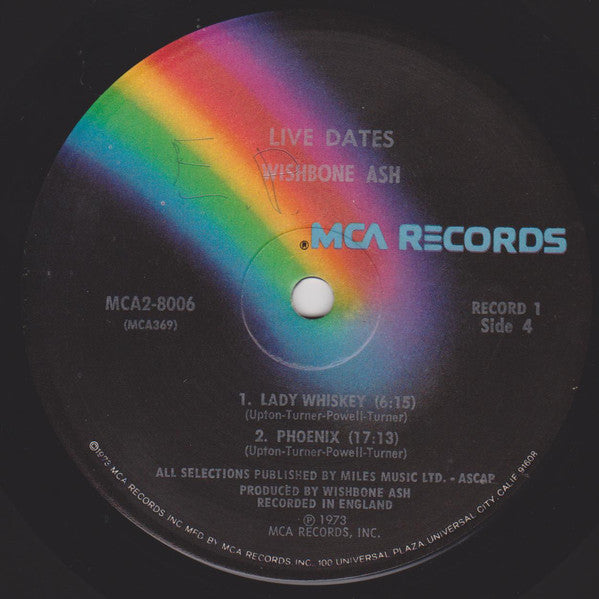 LIVE DATES
WISHBONE ASH
E.P.
® MCA RECORDS
MCA2-8006
(MCA369)
RECORD 1
Side 4
1. LADY WHISKEY (6:15)
(Upton-Turner-Powell-Turner)
2. PHOENIX (17:13)
(Upton-Turner-Powell-Turner)
ALL SELECTIONS PUBLISHED BY MILES MUSIC LTD. - ASCAP
PRODUCED BY WISHBONE ASH
RECORDED IN ENGLAND
℗ 1973
MCA RECORDS, INC.
©1973 MCA RECORDS INC. MFG. BY MCA RECORDS INC. 100 UNIVERSAL PLAZA, UNIVERSAL CITY, CALIF. 91608